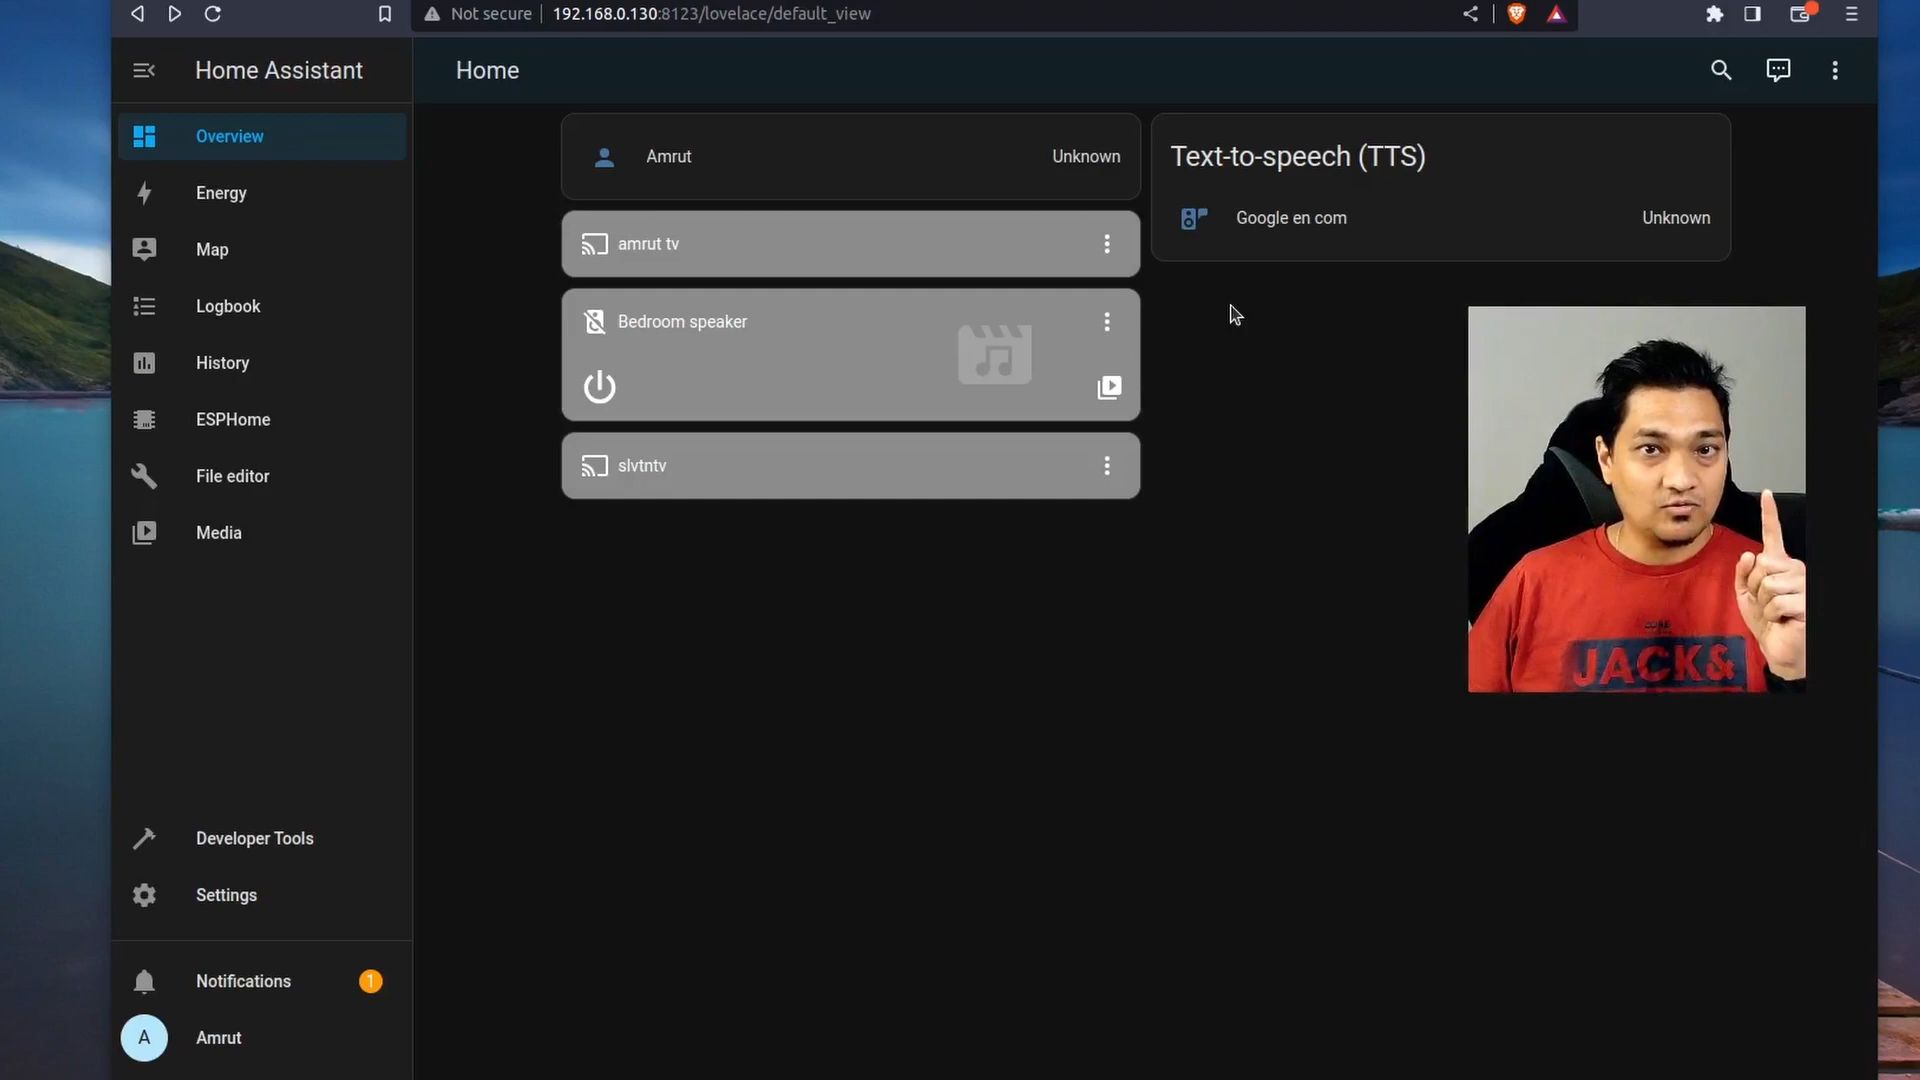 Not secure
192.168.0.130:8123/lovelace/default_view
Home Assistant
Home
Overview
Energy
Map
Logbook
History
ESPHome
File editor
Media
Developer Tools
Settings
Notifications
1
A
Amrut
Amrut
Unknown
amrut tv
Bedroom speaker
slvtntv
Text-to-speech (TTS)
Google en com
Unknown
CORE
JACK&